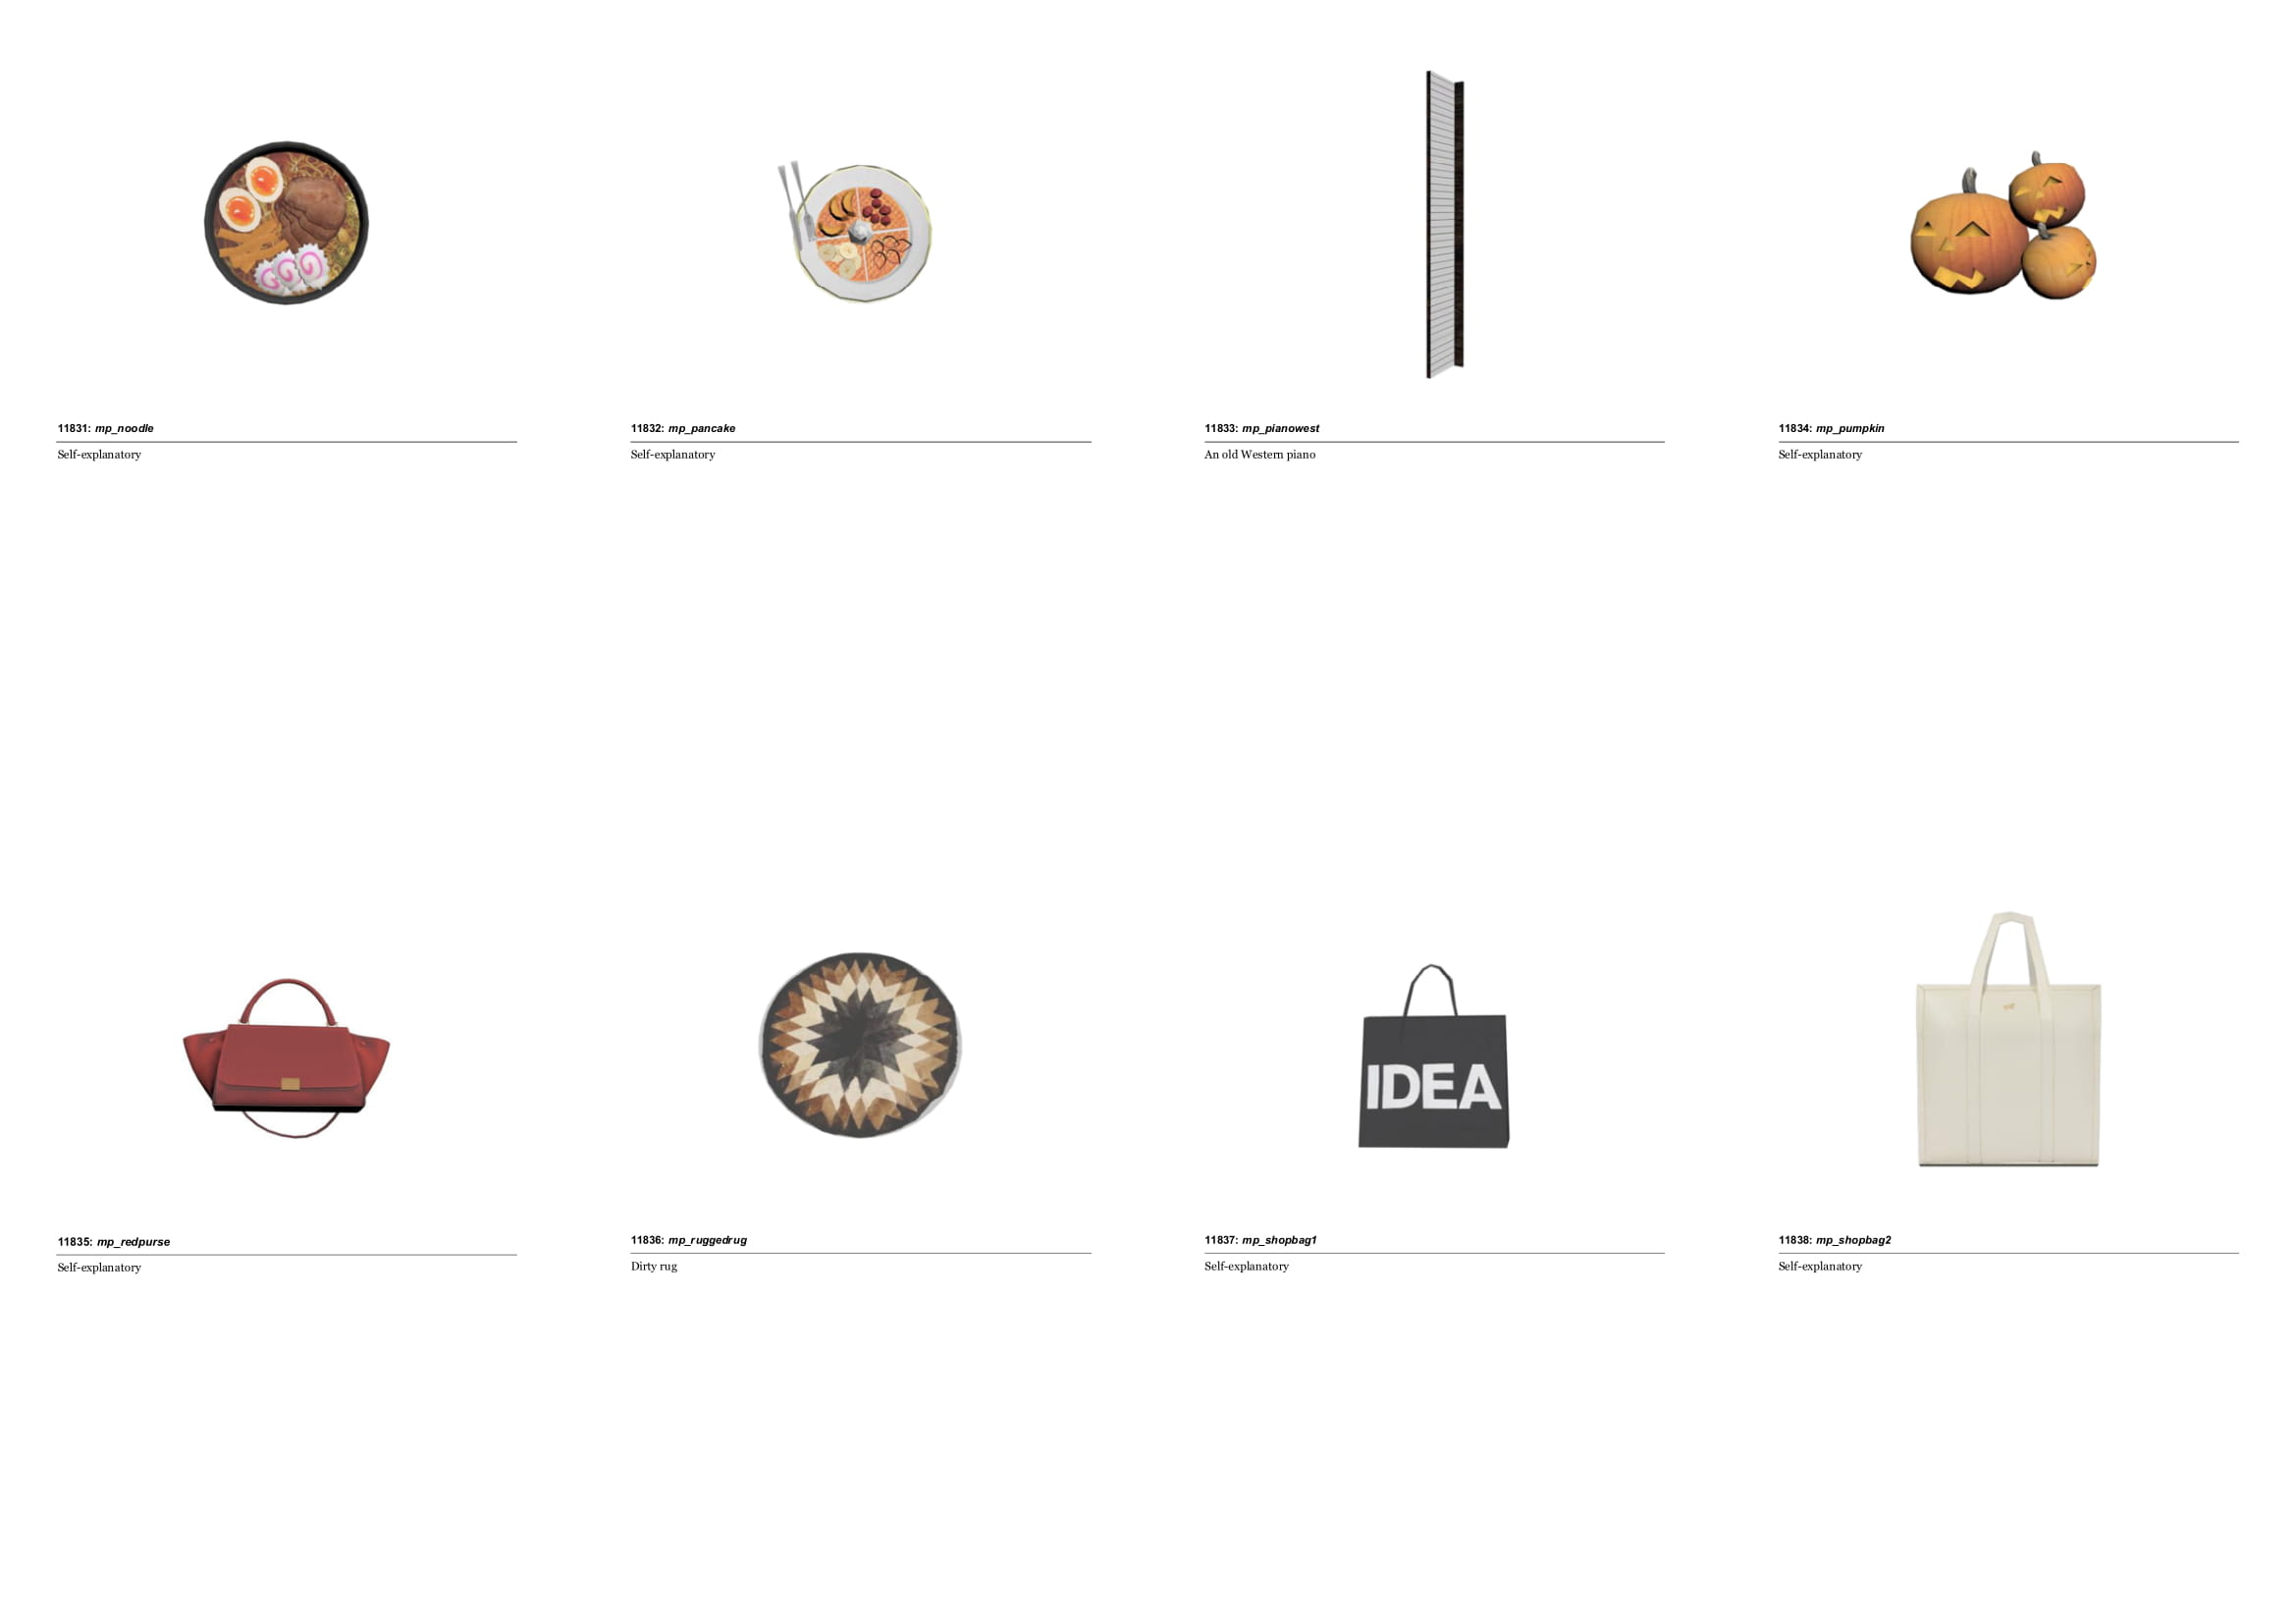 11831: mp_noodle
Self-explanatory
11832: mp_pancake
Self-explanatory
11833: mp_pianowest
An old Western piano
11834: mp_pumpkin
Self-explanatory
IDEA
11835: mp_redpurse
Self-explanatory
11836: mp_ruggedrug
Dirty rug
11837: mp_shopbag1
Self-explanatory
11838: mp_shopbag2
Self-explanatory